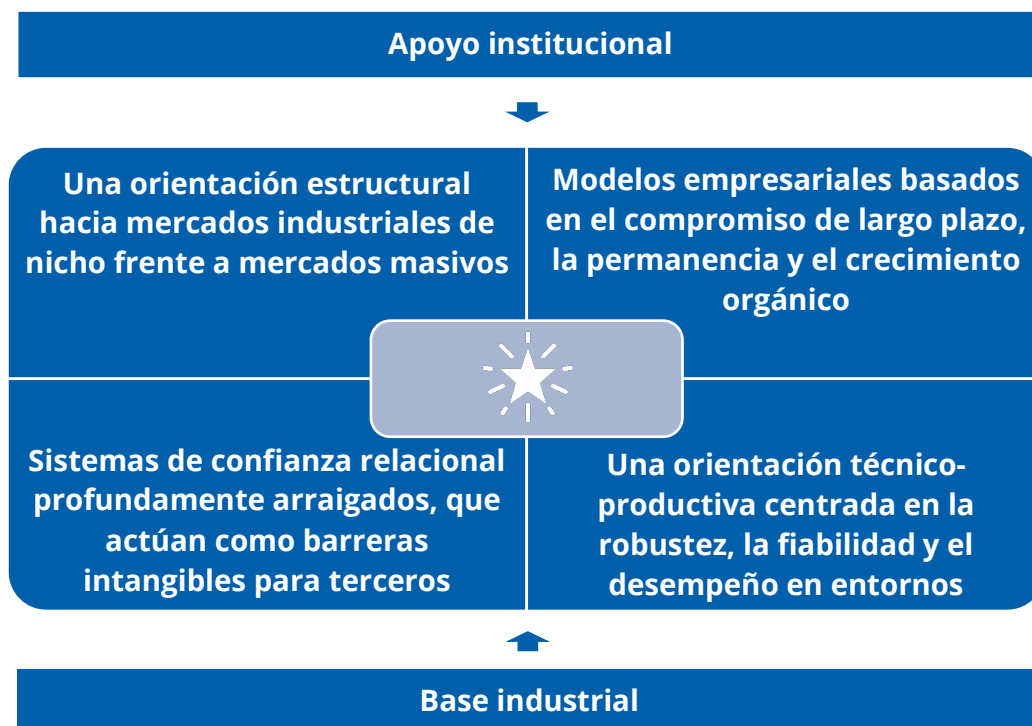 Apoyo institucional
Una orientación estructural
hacia mercados industriales de
nicho frente a mercados masivos
Modelos empresariales basados
en el compromiso de largo plazo,
la permanencia y el crecimiento
orgánico
Sistemas de confianza relacional
profundamente arraigados, que
actúan como barreras
intangibles para terceros
Una orientación técnico-
productiva centrada en la
robustez, la fiabilidad y el
desempeño en entornos
Base industrial